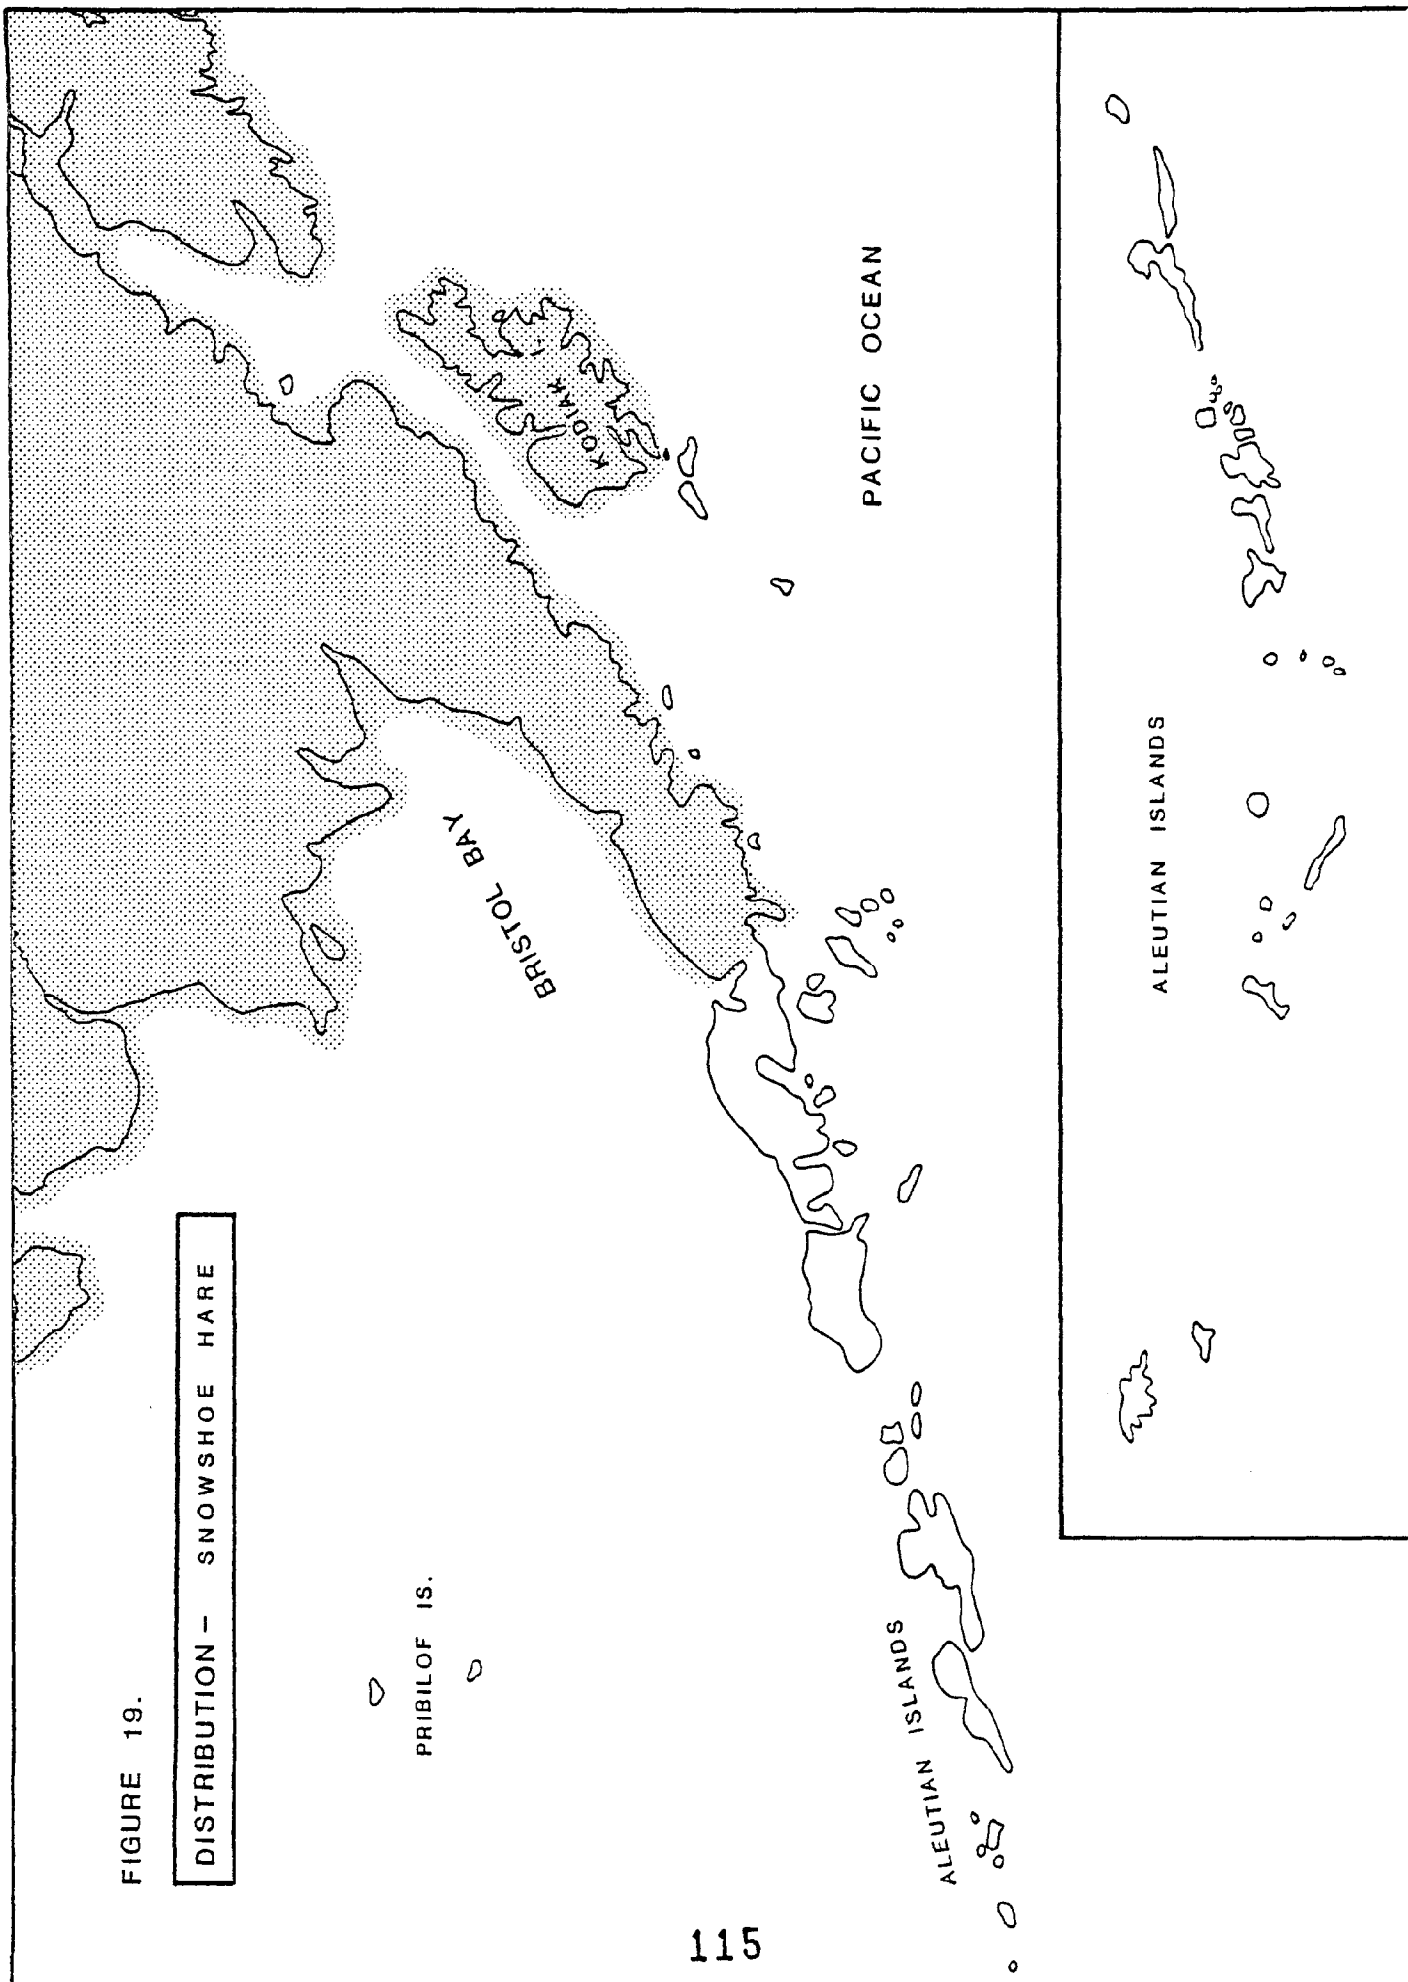 FIGURE 19.
DISTRIBUTION – SNOWSHOE HARE
PRIBILOF IS.
BRISTOL BAY
KODIAK
PACIFIC OCEAN
ALEUTIAN ISLANDS
ALEUTIAN ISLANDS
115